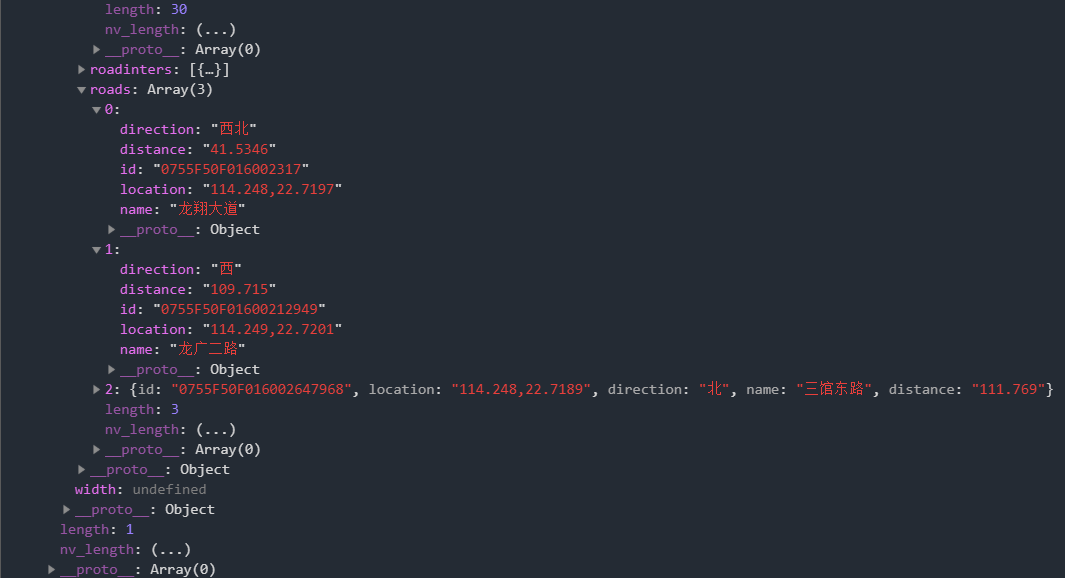 length: 30
nv_length: (...)
__proto__: Array(0)
roadinters: [{…}]
roads: Array(3)
0:
direction: "西北"
distance: "41.5346"
id: "0755F50F016002317"
location: "114.248,22.7197"
name: "龙翔大道"
__proto__: Object
1:
direction: "西"
distance: "109.715"
id: "0755F50F01600212949"
location: "114.249,22.7201"
name: "龙广二路"
__proto__: Object
2: {id: "0755F50F016002647968", location: "114.248,22.7189", direction: "北", name: "三馆东路", distance: "111.769"}
length: 3
nv_length: (...)
__proto__: Array(0)
__proto__: Object
width: undefined
__proto__: Object
length: 1
nv_length: (...)
__proto__: Array(0)